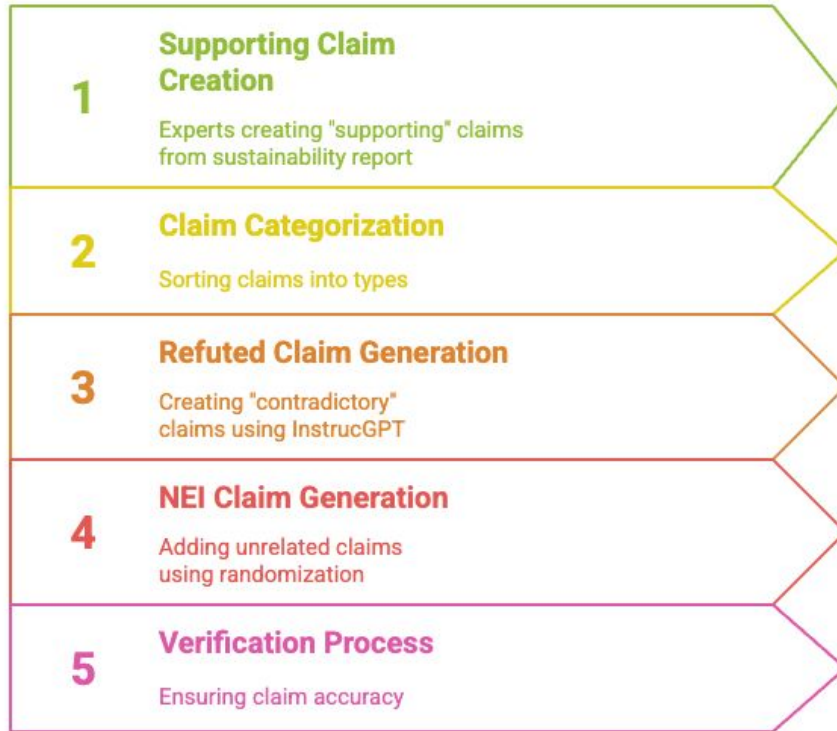 1
Supporting Claim
Creation
Experts creating "supporting" claims
from sustainability report
2
Claim Categorization
Sorting claims into types
3
Refuted Claim Generation
Creating "contradictory"
claims using InstrucGPT
4
NEI Claim Generation
Adding unrelated claims
using randomization
5
Verification Process
Ensuring claim accuracy